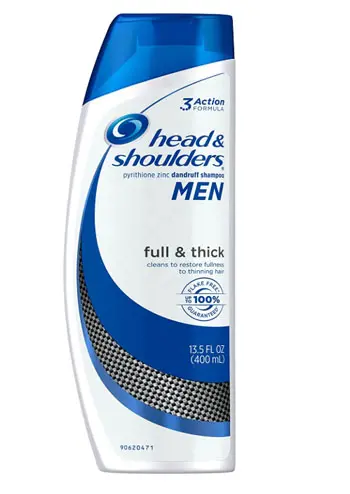 3 Action
FORMULA
head &
shoulders®
pyrithione zinc dandruff shampoo
MEN
full & thick
cleans to restore fullness
to thinning hair
FLAKE FREE*
UP TO 100%
GUARANTEED
13.5 FL OZ
(400 mL)
90620471